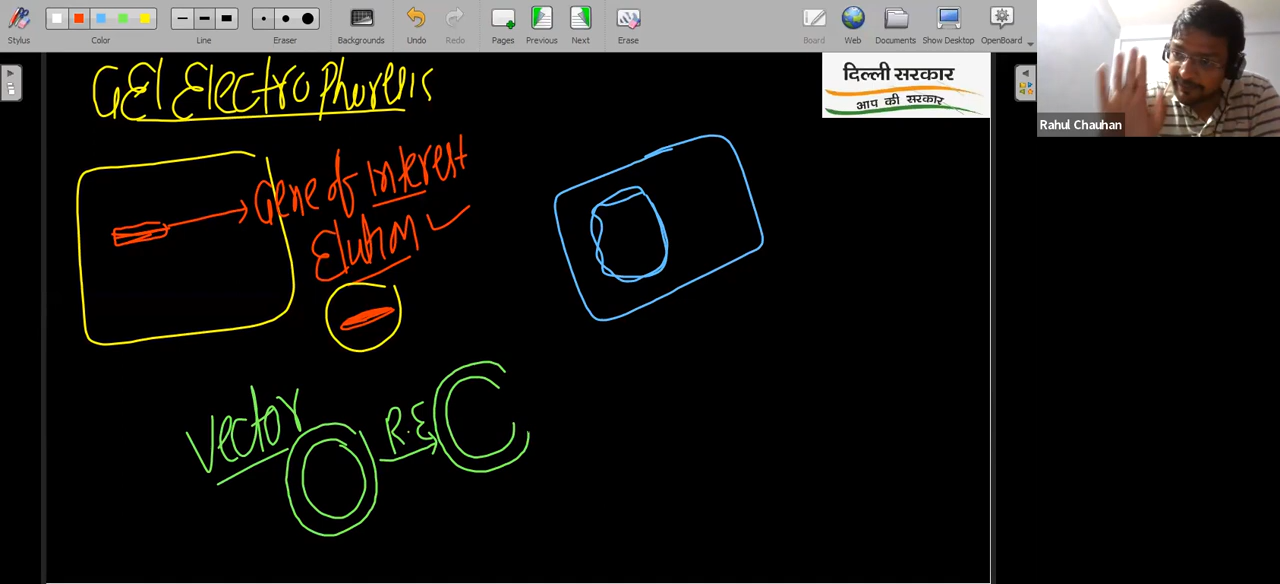 Stylus
Color
Line
Eraser
Backgrounds
Undo
Redo
Pages
Previous
Next
Erase
Board
Web
Documents
Show Desktop
OpenBoard
Rahul Chauhan
GEl ElectroPhoresis
दिल्ली सरकार
आप की सरकार
Gene of interest
Elution
Vector
R.E